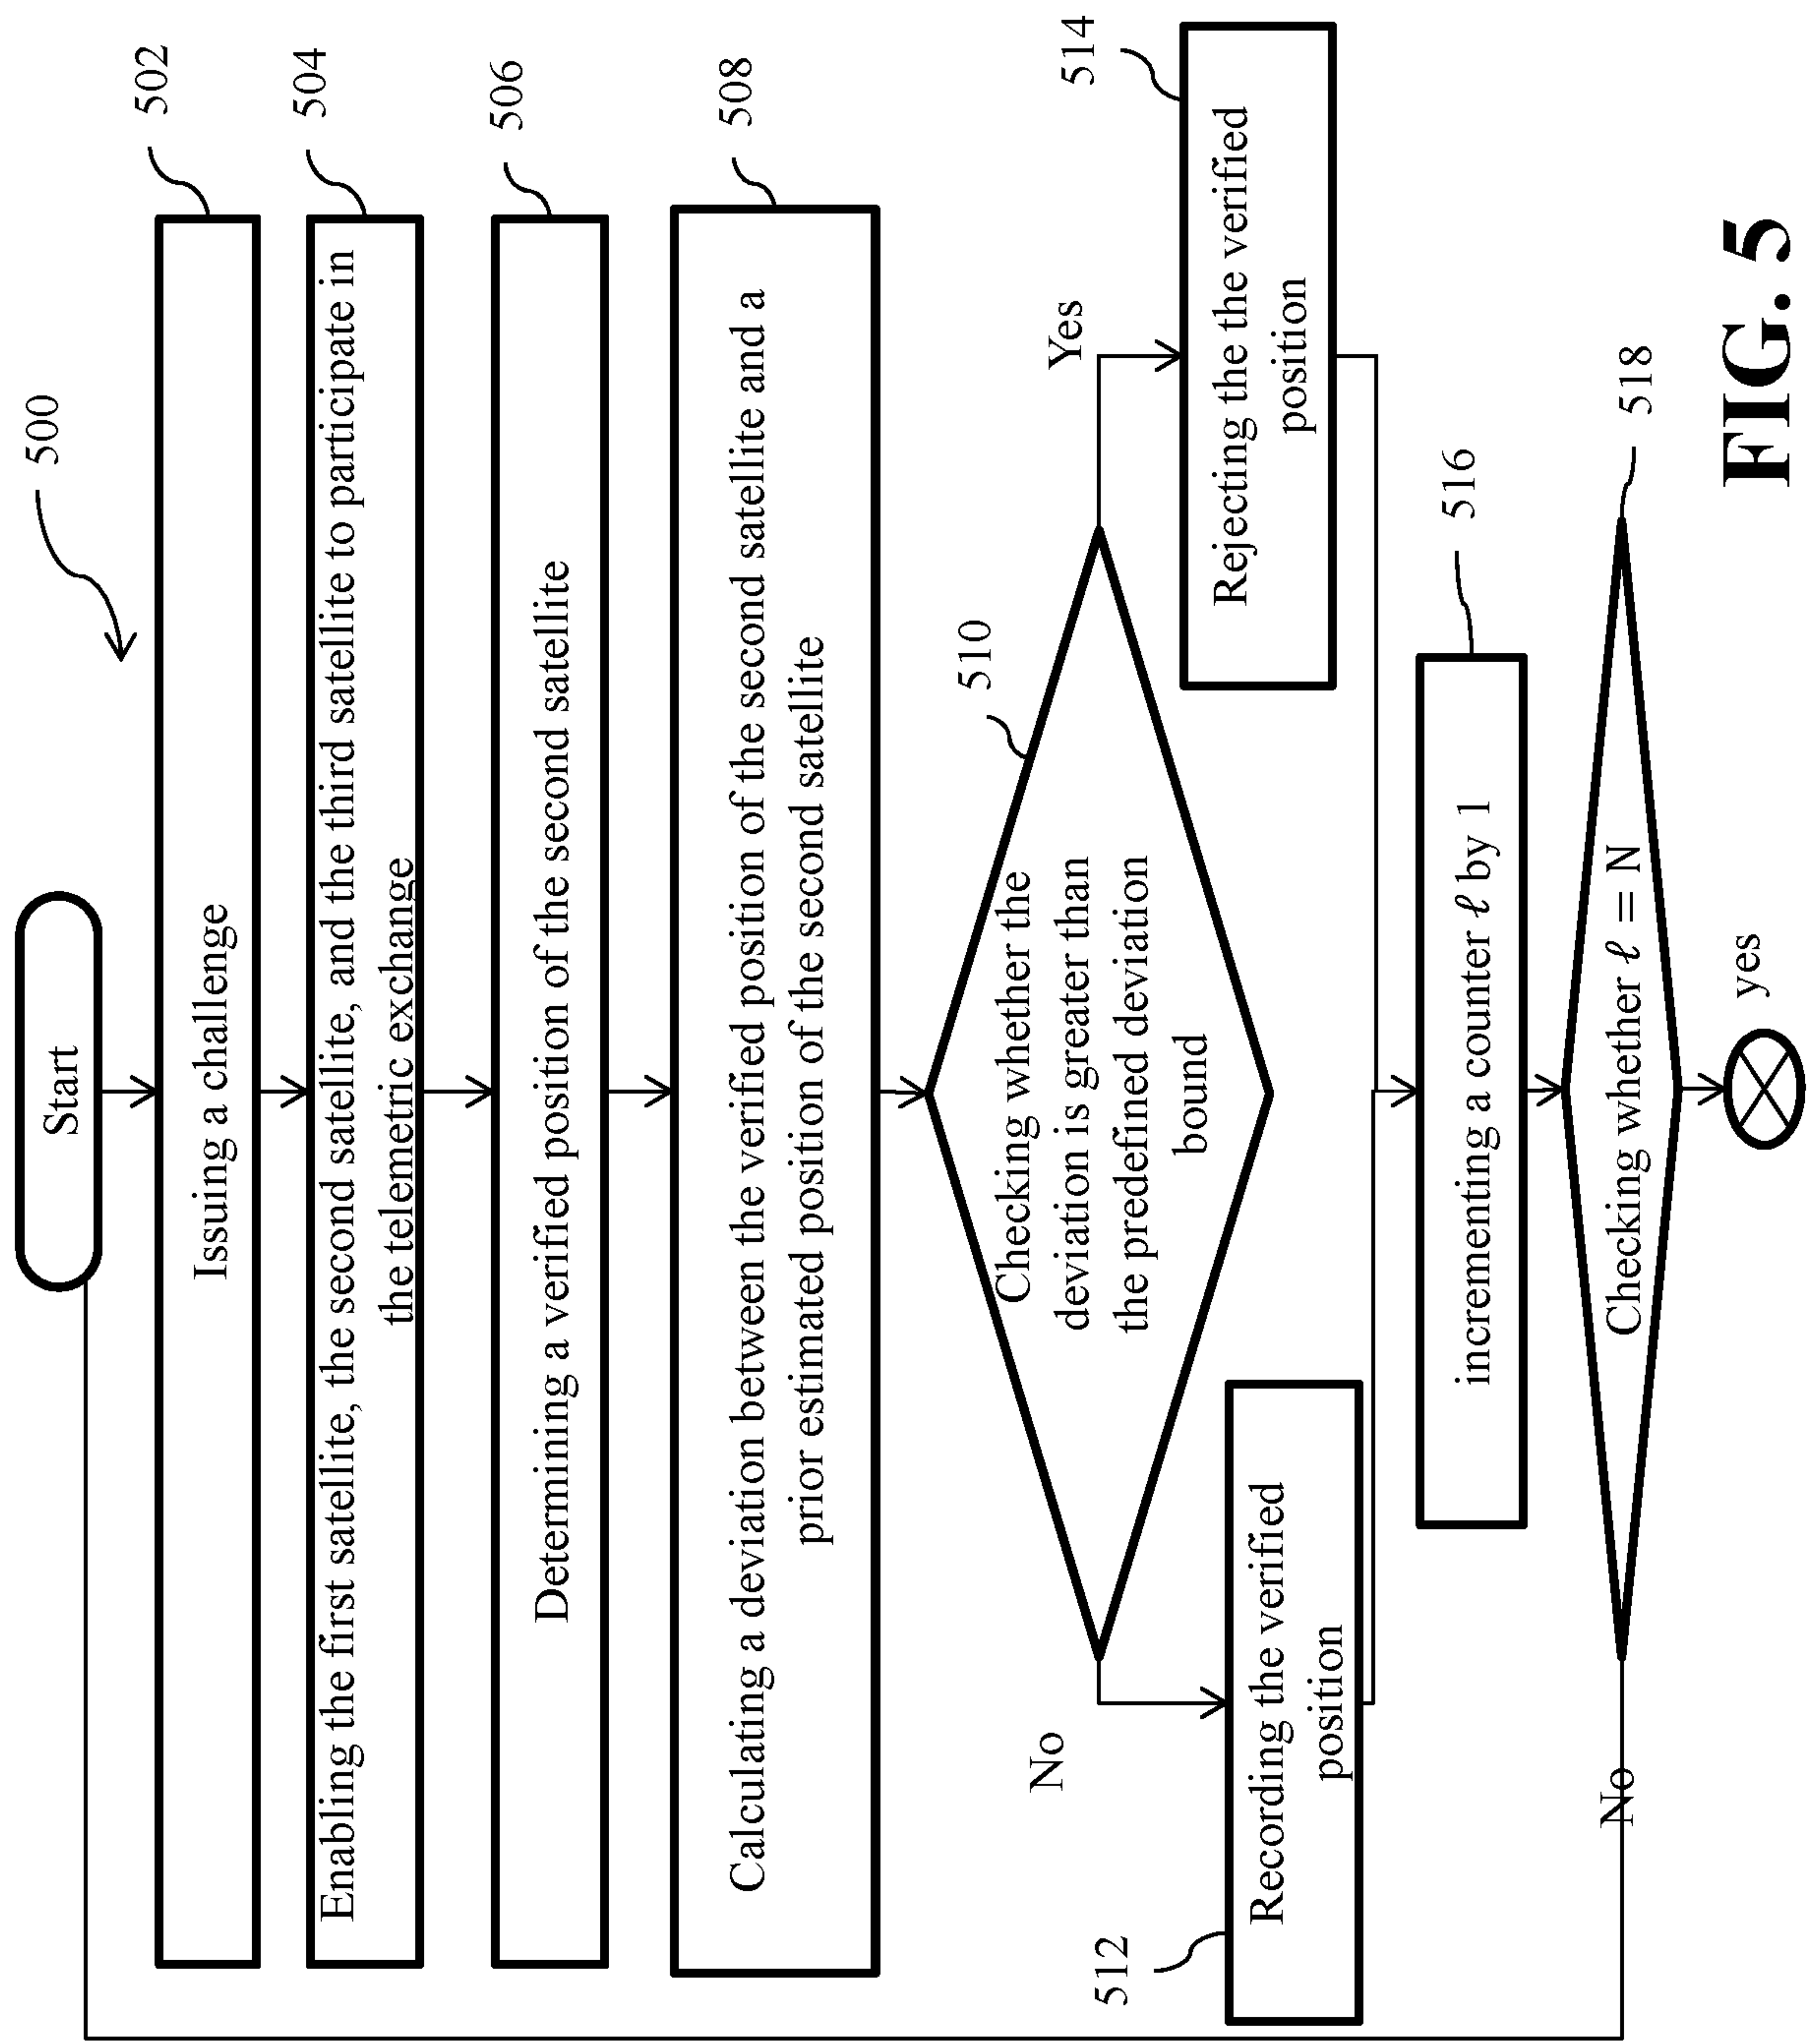 500
Start
502
Issuing a challenge
504
Enabling the first satellite, the second satellite, and the third satellite to participate in
the telemetric exchange
506
Determining a verified position of the second satellite
508
Calculating a deviation between the verified position of the second satellite and a
prior estimated position of the second satellite
510
Checking whether the
deviation is greater than
the predefined deviation
bound
No
Yes
512
Recording the verified
position
514
Rejecting the the verified
position
516
incrementing a counter ℓ by 1
518
Checking whether ℓ = N
No
yes
FIG. 5